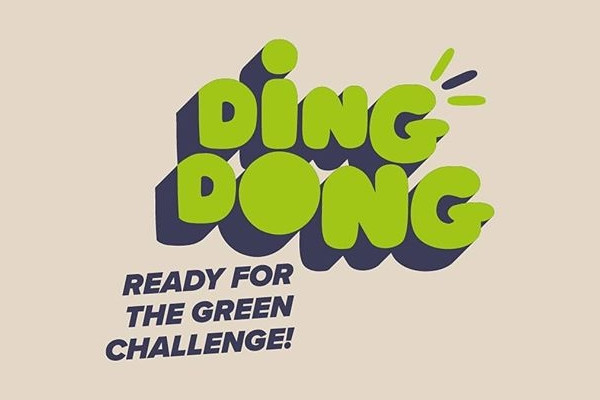 DiNG
DONG
READY FOR
THE GREEN
CHALLENGE!